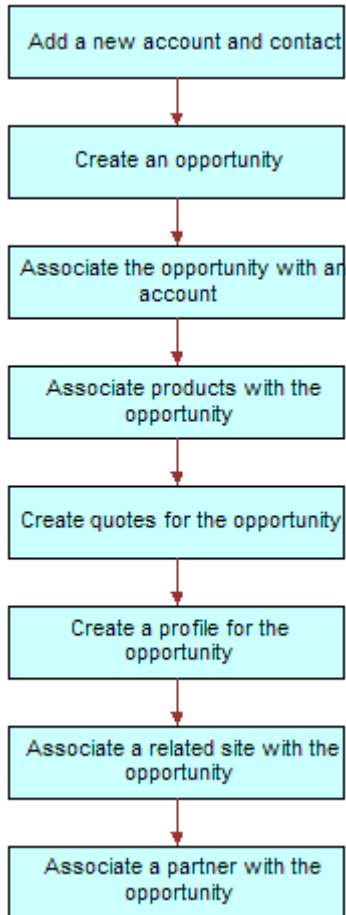 Add a new account and contact
Create an opportunity
Associate the opportunity with an
account
Associate products with the
opportunity
Create quotes for the opportunity
Create a profile for the
opportunity
Associate a related site with the
opportunity
Associate a partner with the
opportunity